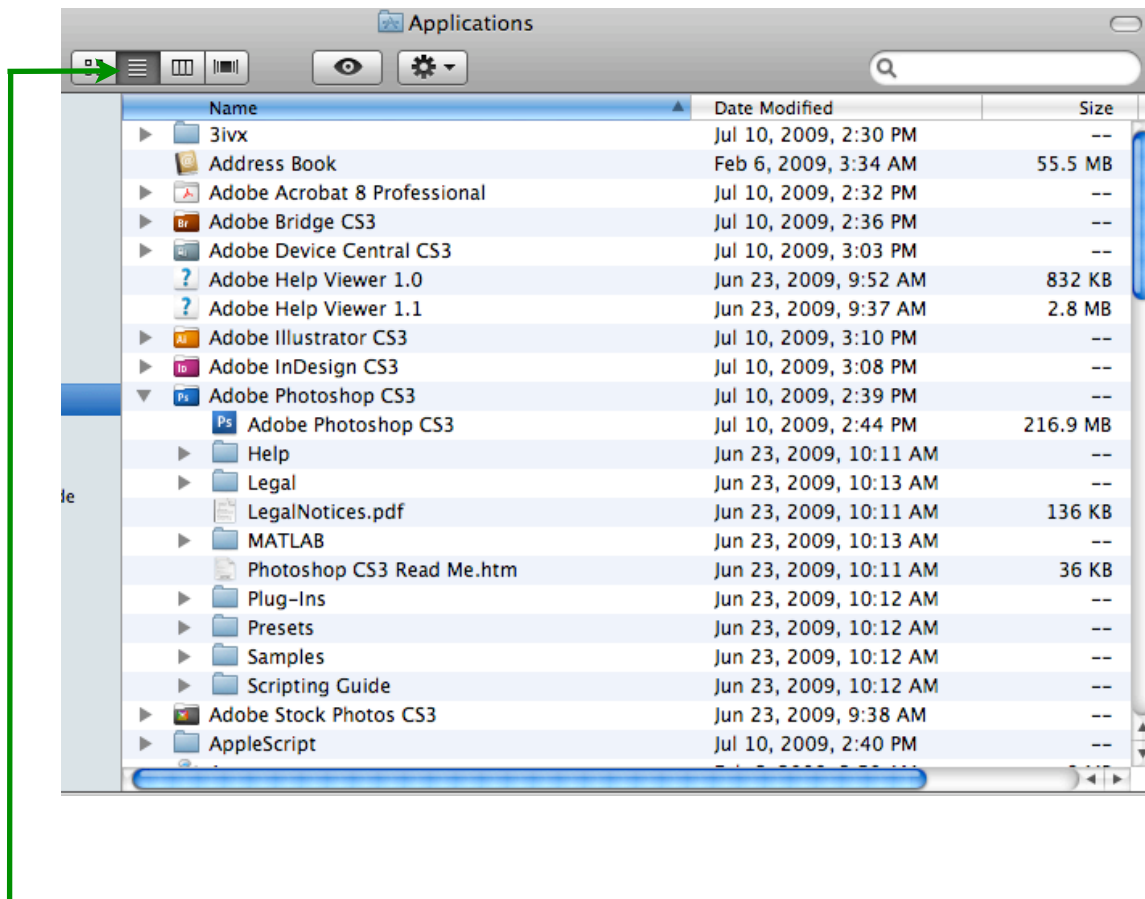 Applications
Name Date Modified Size
3ivx Jul 10, 2009, 2:30 PM --
Address Book Feb 6, 2009, 3:34 AM 55.5 MB
Adobe Acrobat 8 Professional Jul 10, 2009, 2:32 PM --
Br Adobe Bridge CS3 Jul 10, 2009, 2:36 PM --
Adobe Device Central CS3 Jul 10, 2009, 3:03 PM --
? Adobe Help Viewer 1.0 Jun 23, 2009, 9:52 AM 832 KB
? Adobe Help Viewer 1.1 Jun 23, 2009, 9:37 AM 2.8 MB
Ai Adobe Illustrator CS3 Jul 10, 2009, 3:10 PM --
ID Adobe InDesign CS3 Jul 10, 2009, 3:08 PM --
Ps Adobe Photoshop CS3 Jul 10, 2009, 2:39 PM --
Ps Adobe Photoshop CS3 Jul 10, 2009, 2:44 PM 216.9 MB
Help Jun 23, 2009, 10:11 AM --
Legal Jun 23, 2009, 10:13 AM --
de
LegalNotices.pdf Jun 23, 2009, 10:11 AM 136 KB
MATLAB Jun 23, 2009, 10:13 AM --
Photoshop CS3 Read Me.htm Jun 23, 2009, 10:11 AM 36 KB
Plug-Ins Jun 23, 2009, 10:12 AM --
Presets Jun 23, 2009, 10:12 AM --
Samples Jun 23, 2009, 10:12 AM --
Scripting Guide Jun 23, 2009, 10:12 AM --
Adobe Stock Photos CS3 Jun 23, 2009, 9:38 AM --
AppleScript Jul 10, 2009, 2:40 PM --